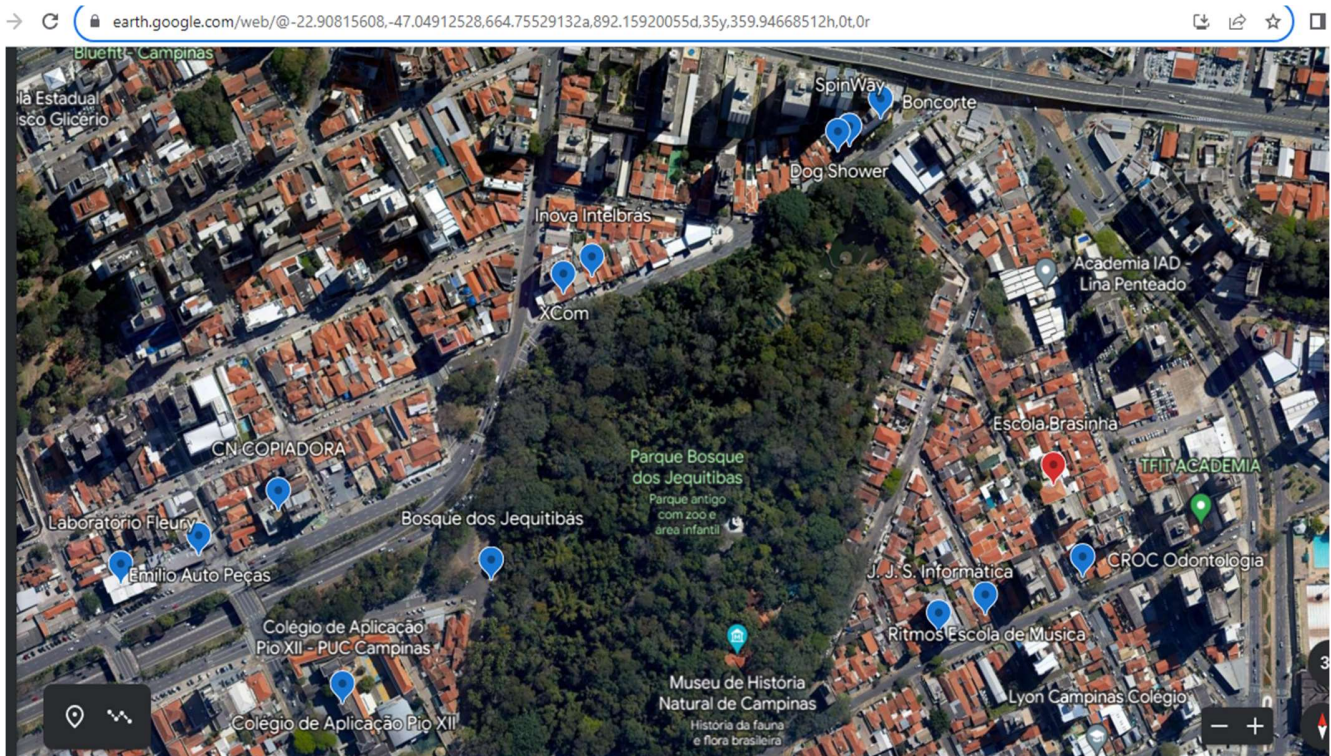 earth.google.com/web/@-22.90815608,-47.04912528,664.75529132a,892.15920055d,35y,359.94668512h,0t,0r
Bluefit - Campinas
la Estadual
isco Glicério
SpinWay
Boncorte
Dog Shower
Inova Intelbras
XCom
Academia IAD -
Lina Penteado
Escola Brasinha
TFIT ACADEMIA
CN COPIADORA
Parque Bosque
dos Jequitibás
Parque antigo
com zoo e
área infantil
Laboratório Fleury
Bosque dos Jequitibás
Emilio Auto Peças
CROC Odontologia
J. J. S. Informática
Colégio de Aplicação
Pio XII - PUC Campinas
Ritmos Escola de Música
Museu de História
Natural de Campinas
História da fauna
e flora brasileira
Lyon Campinas Colégio
Colégio de Aplicação Pio XII
3